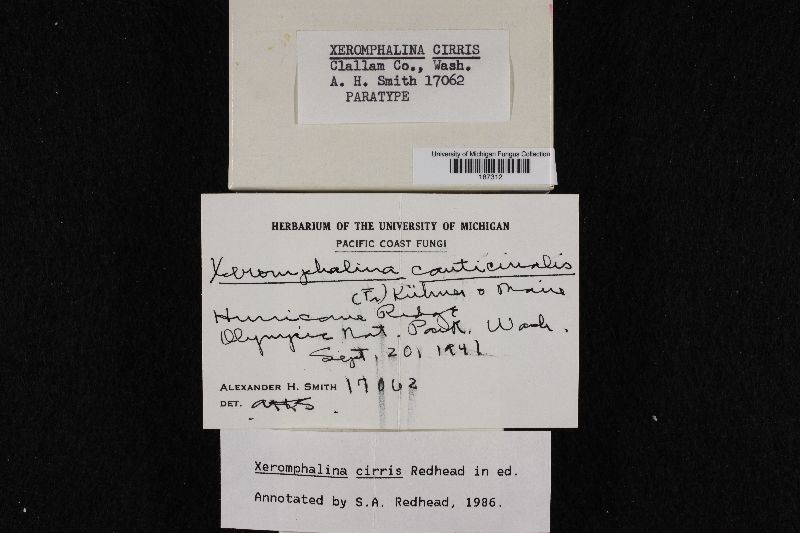 XEROMPHALINA CIRRIS
Clallam Co., Wash.
A. H. Smith 17062
PARATYPE
University of Michigan Fungus Collection
167312
HERBARIUM OF THE UNIVERSITY OF MICHIGAN
PACIFIC COAST FUNGI
Xeromphalina cauticinalis
(Fr) Kühner & Maire
Hurricane Ridge
Olympic Nat. Park. Wash.
Sept, 20, 1941
ALEXANDER H. SMITH 17062
DET. AHS
Xeromphalina cirris Redhead in ed.
Annotated by S.A. Redhead, 1986.